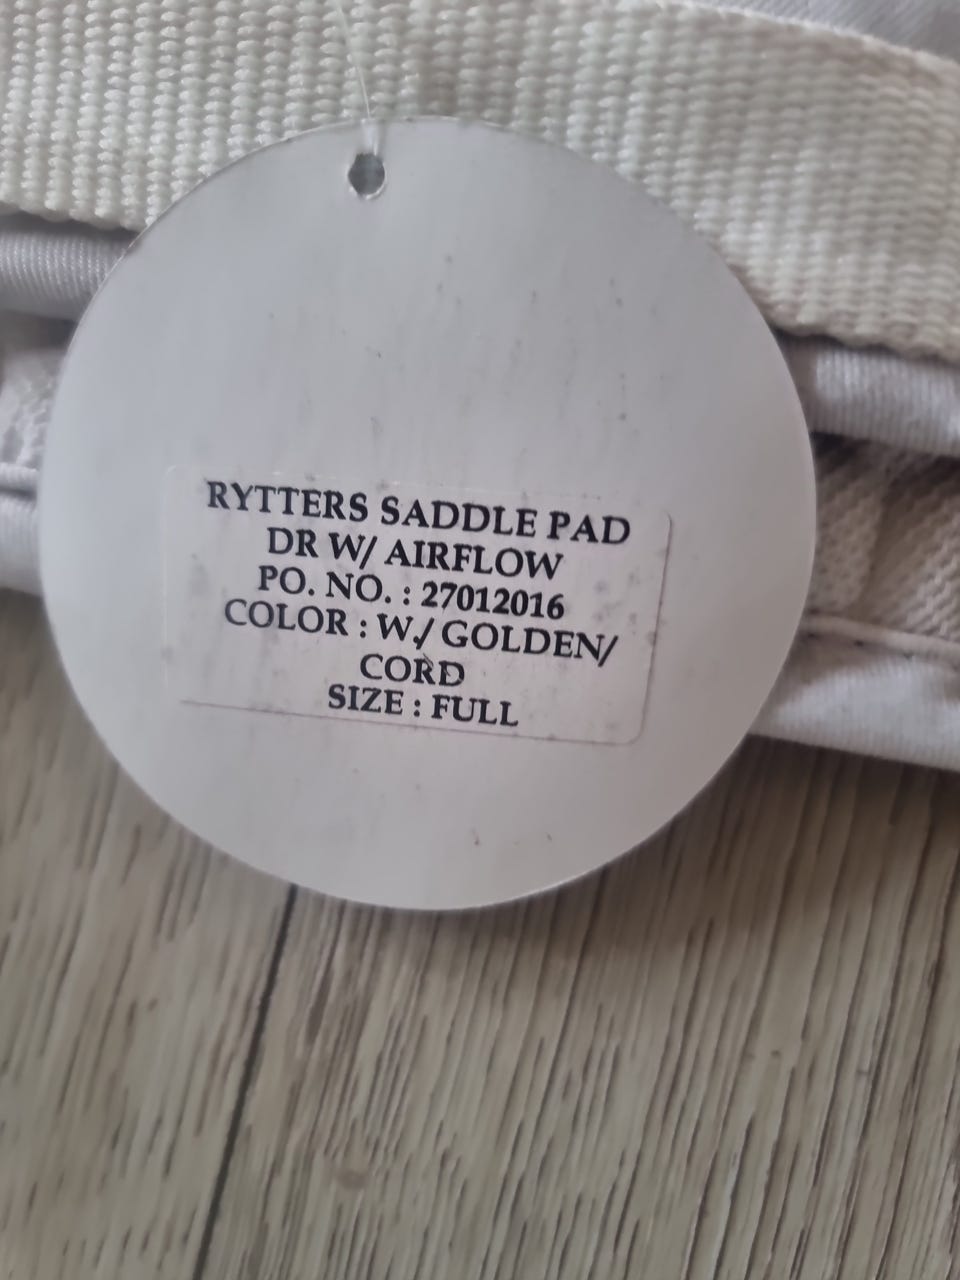 RYTTERS SADDLE PAD
DR W/ AIRFLOW
PO. NO. : 27012016
COLOR : W./ GOLDEN/
CORD
SIZE : FULL